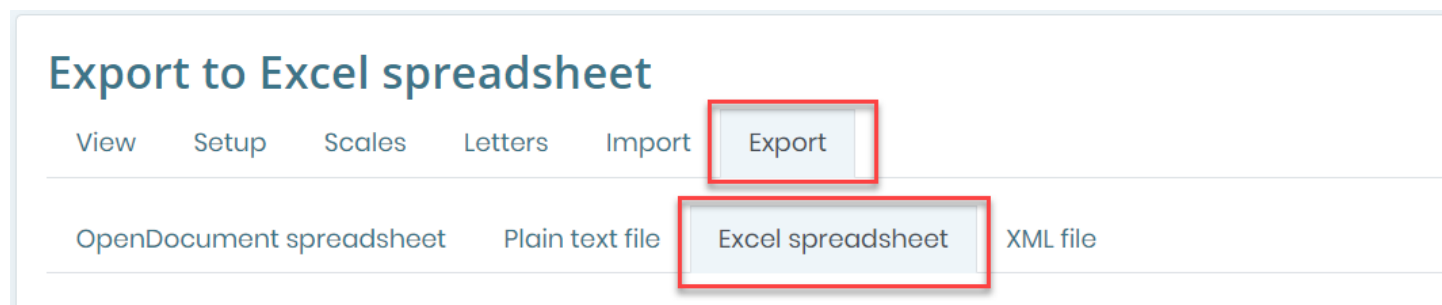 Export to Excel spreadsheet
View Setup Scales Letters Import Export
OpenDocument spreadsheet Plain text file Excel spreadsheet XML file